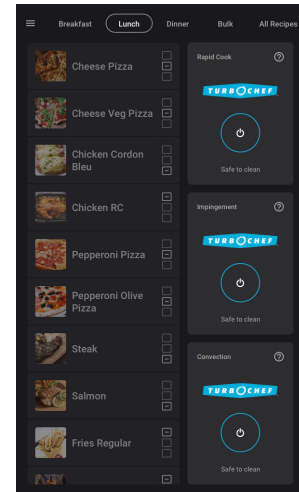 Breakfast
Lunch
Dinner
Bulk
All Recipes
Cheese Pizza
Cheese Veg Pizza
Chicken Cordon
Bleu
Chicken RC
Pepperoni Pizza
Pepperoni Olive
Pizza
Steak
Salmon
Fries Regular
Rapid Cook
TURBOCHEF
Safe to clean
Impingement
TURBOCHEF
Safe to clean
Convection
TURBOCHEF
Safe to clean